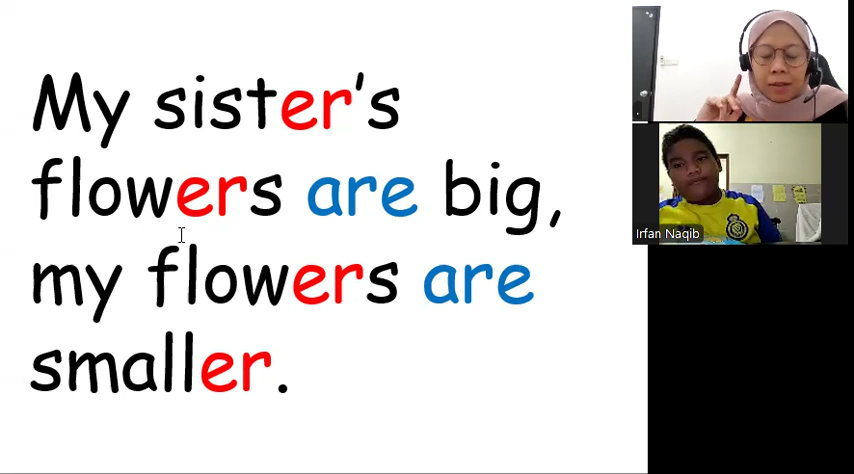 My sister's
flowers are big,
my flowers are
smaller.
Irfan Naqib